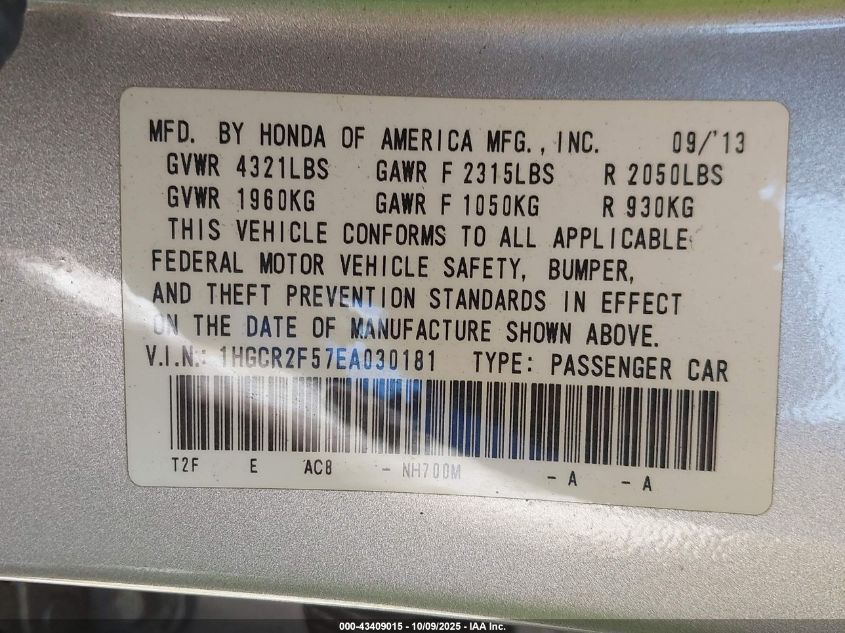 MFD. BY HONDA OF AMERICA MFG., INC. 09/'13
GVWR 4321LBS GAWR F 2315LBS R 2050LBS
GVWR 1960KG GAWR F 1050KG R 930KG
THIS VEHICLE CONFORMS TO ALL APPLICABLE
FEDERAL MOTOR VEHICLE SAFETY, BUMPER,
AND THEFT PREVENTION STANDARDS IN EFFECT
ON THE DATE OF MANUFACTURE SHOWN ABOVE.
V.I.N.: 1HGCR2F57EA030181 TYPE: PASSENGER CAR
T2F E AC8 - NH700M - A - A
000-43409015 - 10/09/2025 - IAA Inc.